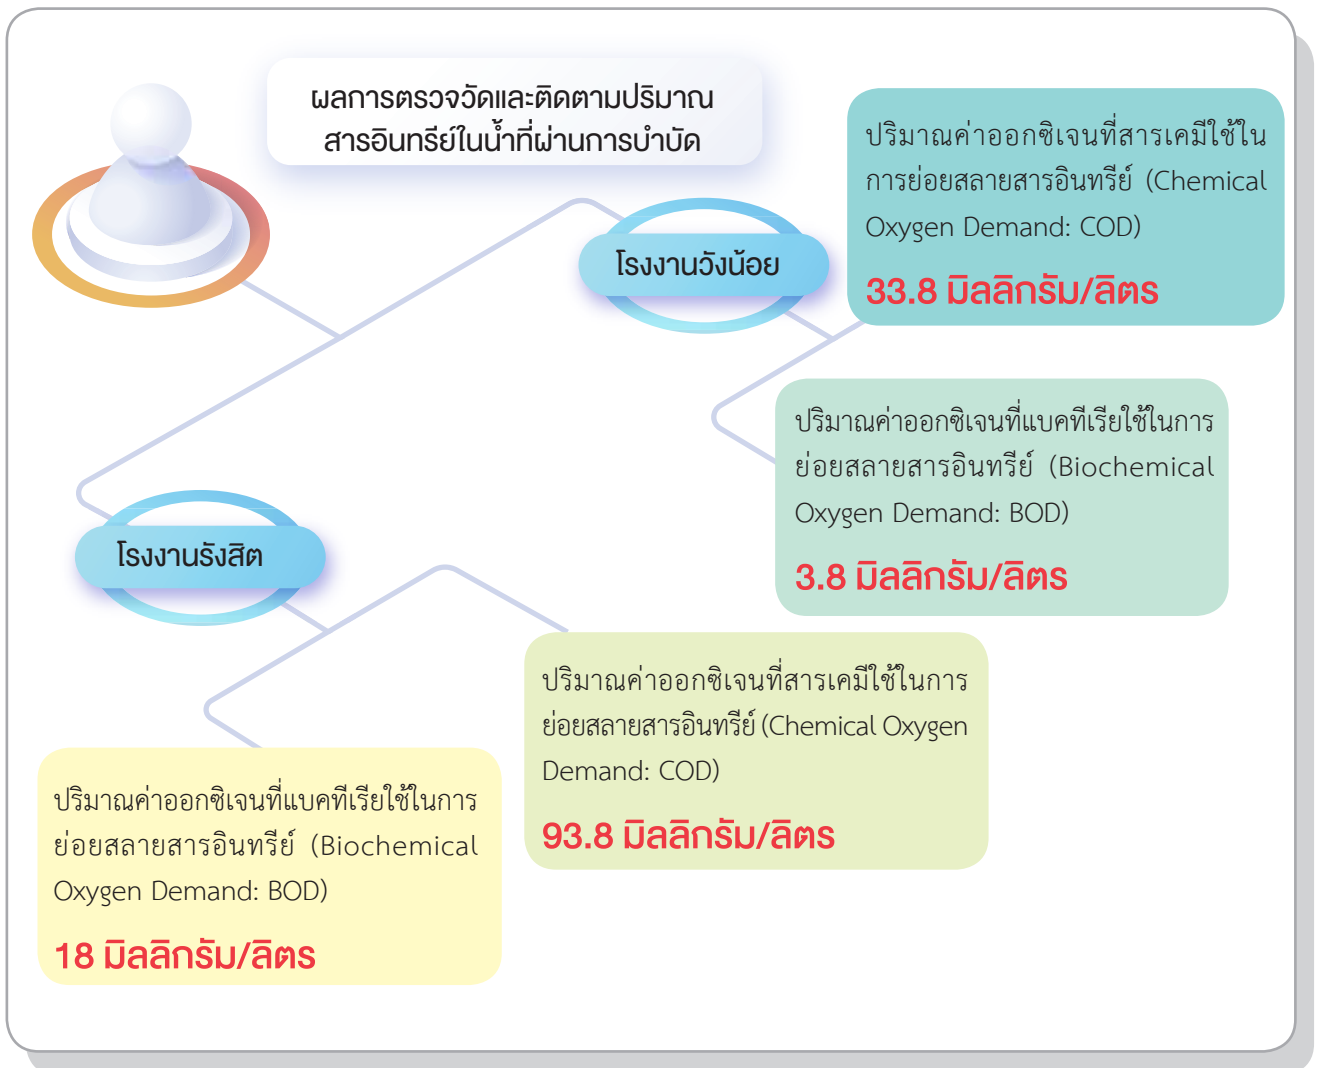 ผลการตรวจวัดและติดตามปริมาณ
สารอินทรีย์ในน้ำที่ผ่านการบำบัด
โรงงานวังน้อย
ปริมาณค่าออกซิเจนที่สารเคมีใช้ใน
การย่อยสลายสารอินทรีย์ (Chemical
Oxygen Demand: COD)
33.8 มิลลิกรัม/ลิตร
ปริมาณค่าออกซิเจนที่แบคทีเรียใช้ในการ
ย่อยสลายสารอินทรีย์ (Biochemical
Oxygen Demand: BOD)
3.8 มิลลิกรัม/ลิตร
โรงงานรังสิต
ปริมาณค่าออกซิเจนที่สารเคมีใช้ในการ
ย่อยสลายสารอินทรีย์ (Chemical Oxygen
Demand: COD)
93.8 มิลลิกรัม/ลิตร
ปริมาณค่าออกซิเจนที่แบคทีเรียใช้ในการ
ย่อยสลายสารอินทรีย์ (Biochemical
Oxygen Demand: BOD)
18 มิลลิกรัม/ลิตร